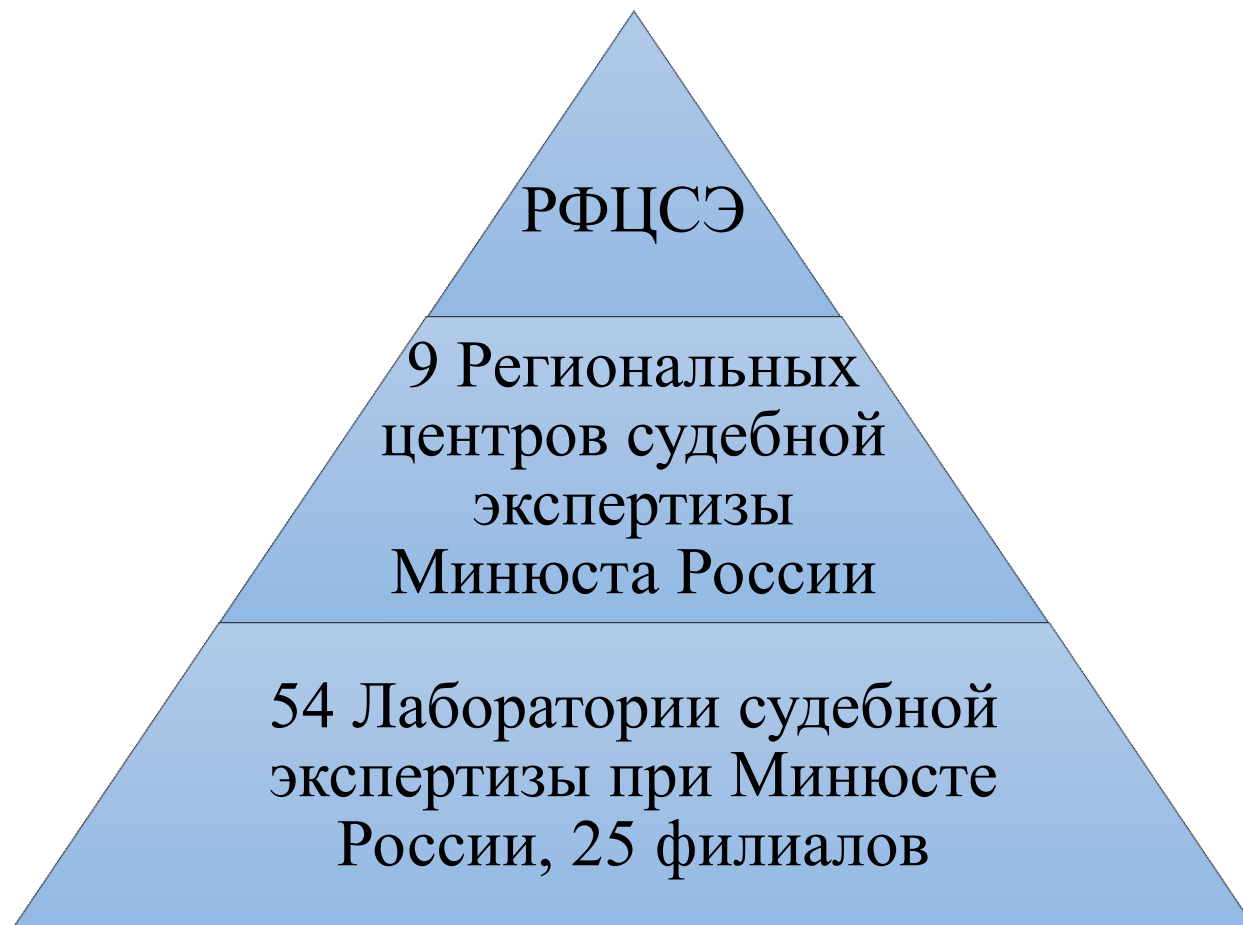 РФЦСЭ
9 Региональных
центров судебной
экспертизы
Минюста России
54 Лаборатории судебной
экспертизы при Минюсте
России, 25 филиалов